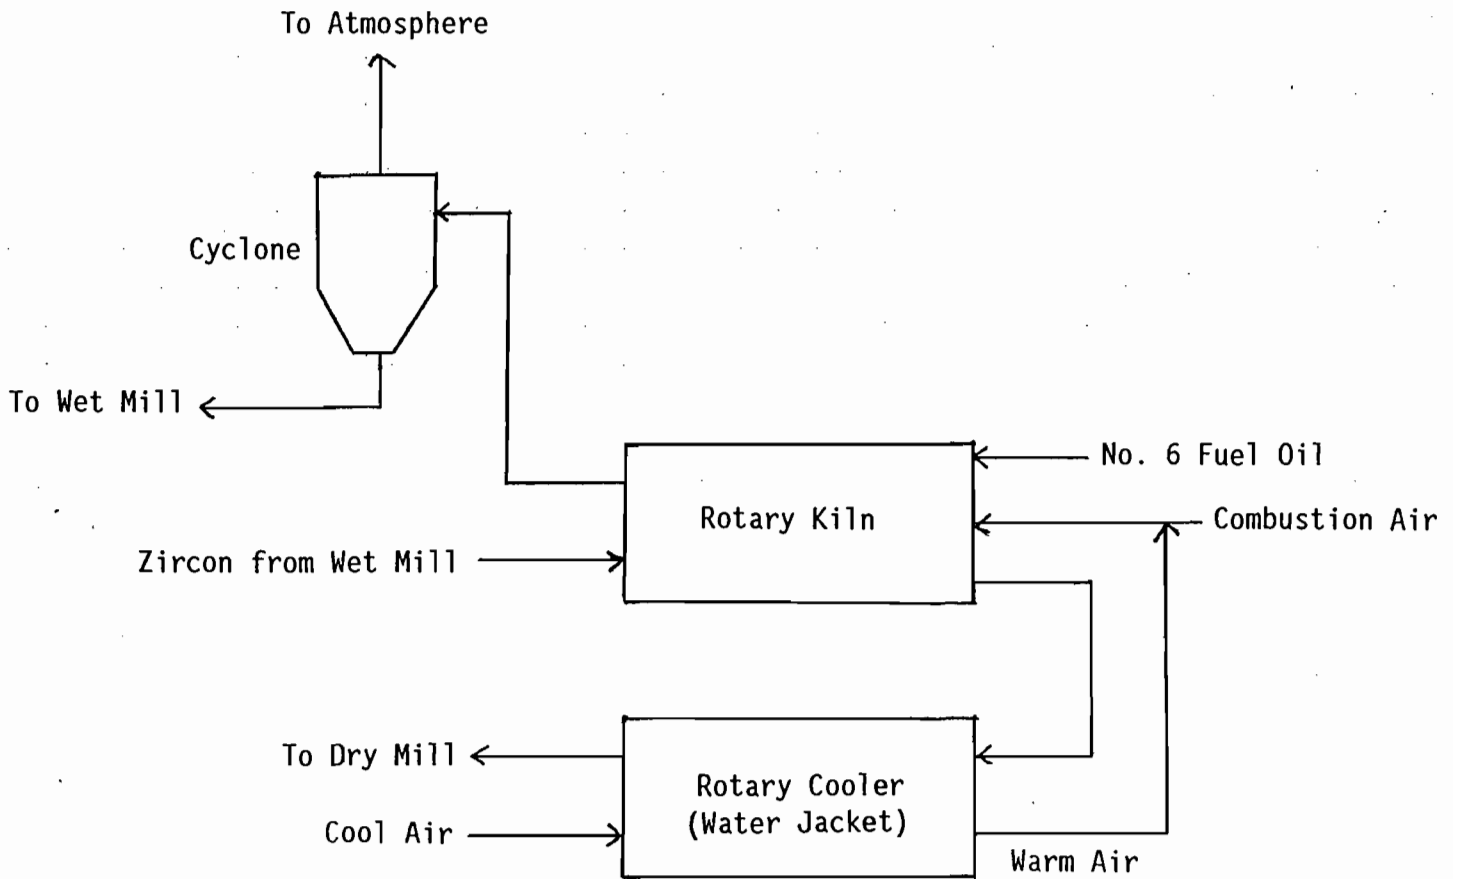 To Atmosphere
Cyclone
To Wet Mill
No. 6 Fuel Oil
Rotary Kiln
Combustion Air
Zircon from Wet Mill
To Dry Mill
Rotary Cooler
(Water Jacket)
Cool Air
Warm Air